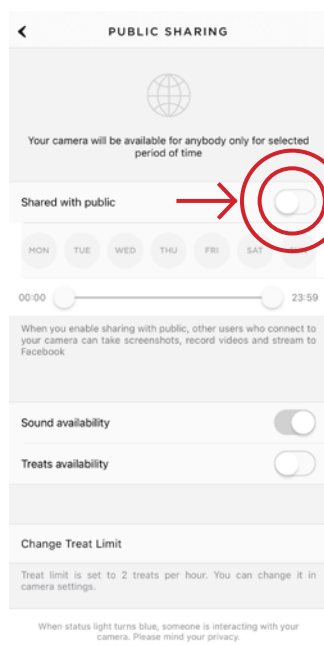 PUBLIC SHARING
Your camera will be available for anybody only for selected
period of time
Shared with public
MON TUE WED THU FRI SAT SUN
00:00 23:59
When you enable sharing with public, other users who connect to
your camera can take screenshots, record videos and stream to
Facebook
Sound availability
Treats availability
Change Treat Limit
Treat limit is set to 2 treats per hour. You can change it in
camera settings.
When status light turns blue, someone is interacting with your
camera. Please mind your privacy.